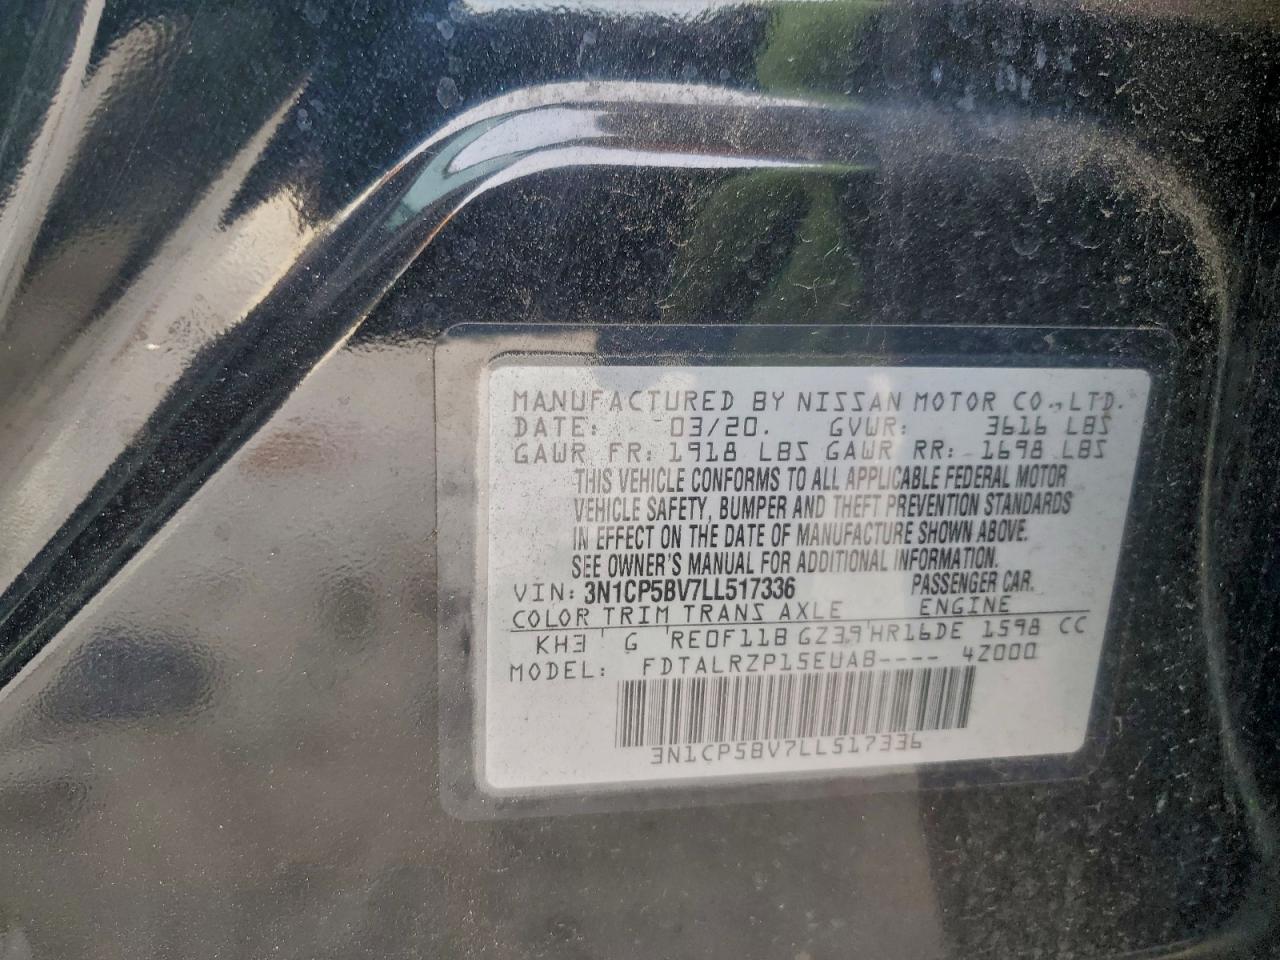 MANUFACTURED BY NISSAN MOTOR CO., LTD.
DATE: 03/20. GVWR: 3616 LBS
GAWR FR: 1918 LBS GAWR RR: 1698 LBS
THIS VEHICLE CONFORMS TO ALL APPLICABLE FEDERAL MOTOR
VEHICLE SAFETY, BUMPER AND THEFT PREVENTION STANDARDS
IN EFFECT ON THE DATE OF MANUFACTURE SHOWN ABOVE.
SEE OWNER'S MANUAL FOR ADDITIONAL INFORMATION.
VIN: 3N1CP5BV7LL517336 PASSENGER CAR.
COLOR TRIM TRANS AXLE ENGINE
KH3 G RE0F11B GZ39 HR16DE 1598 CC
MODEL: FDTALRZP15EUAB---- 4Z000
3N1CP5BV7LL517336